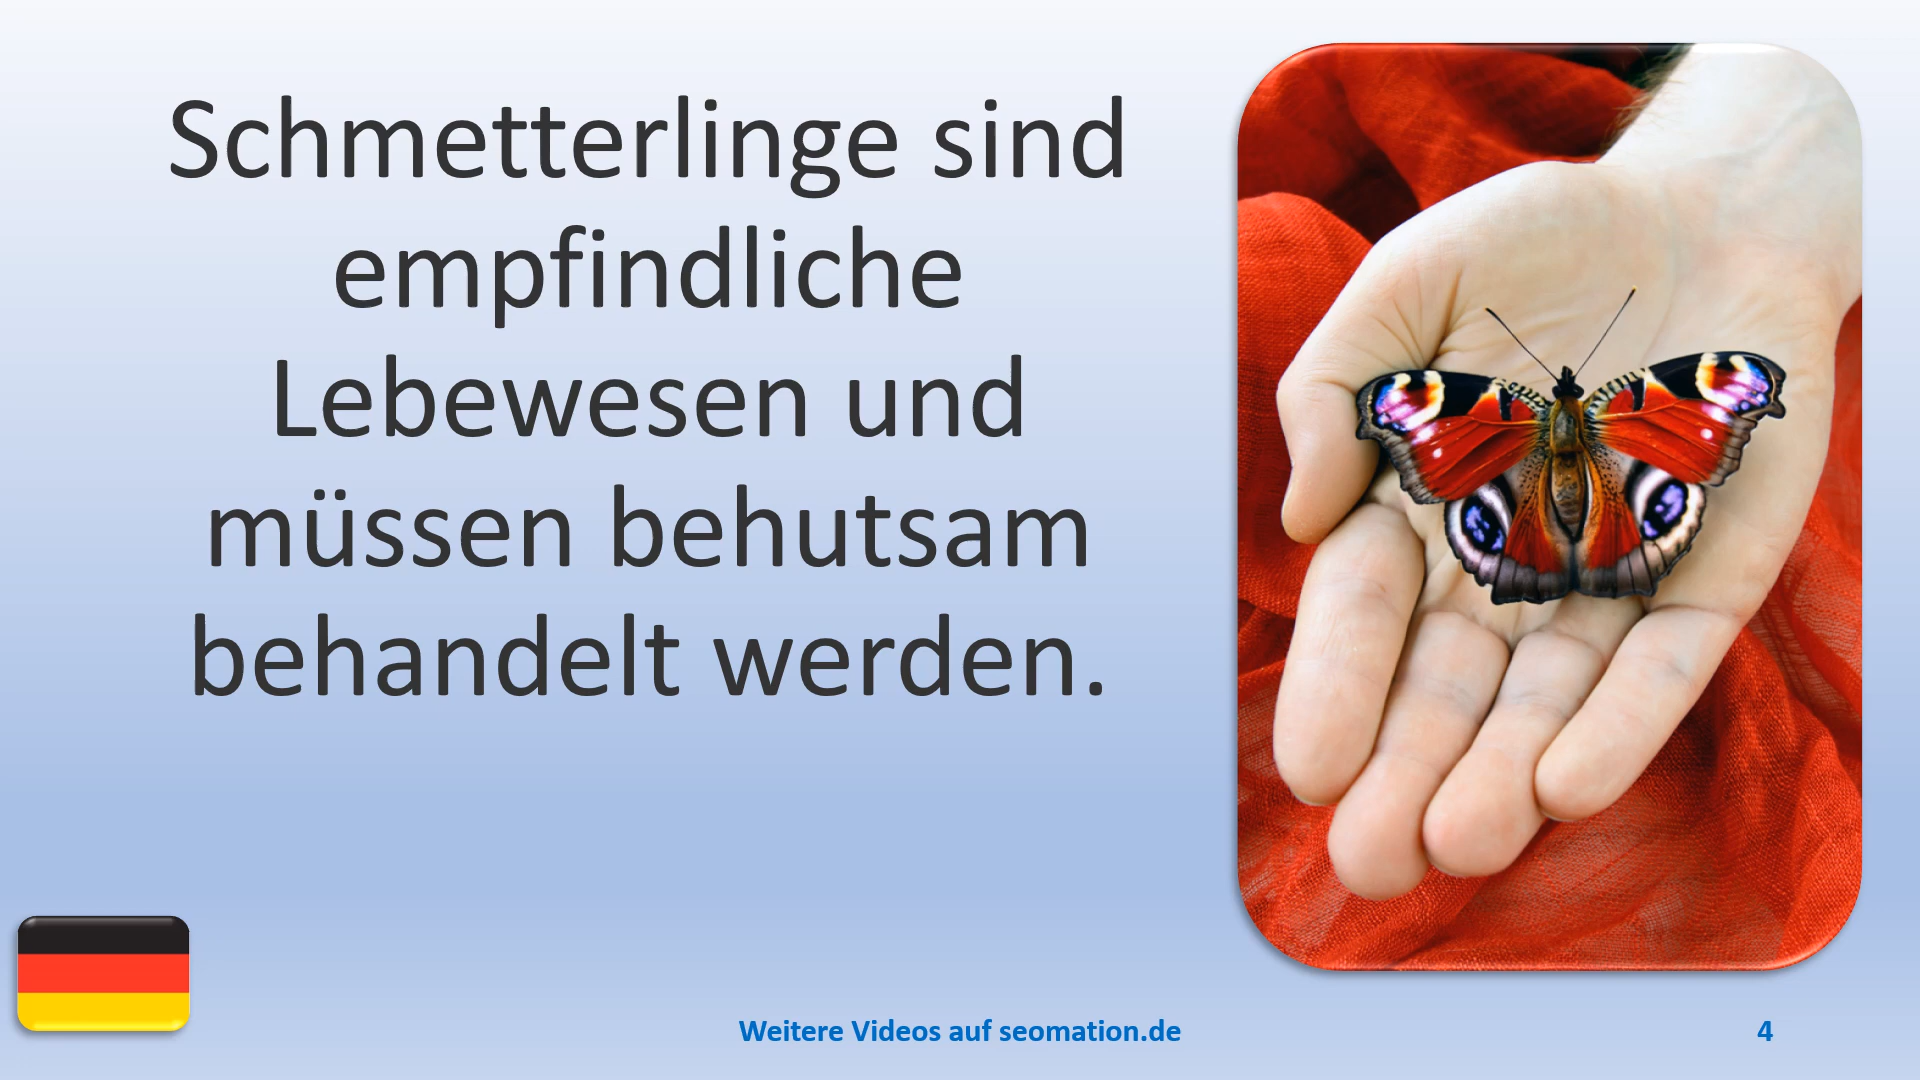 Schmetterlinge sind
empfindliche
Lebewesen und
müssen behutsam
behandelt werden.
Weitere Videos auf seomation.de
4